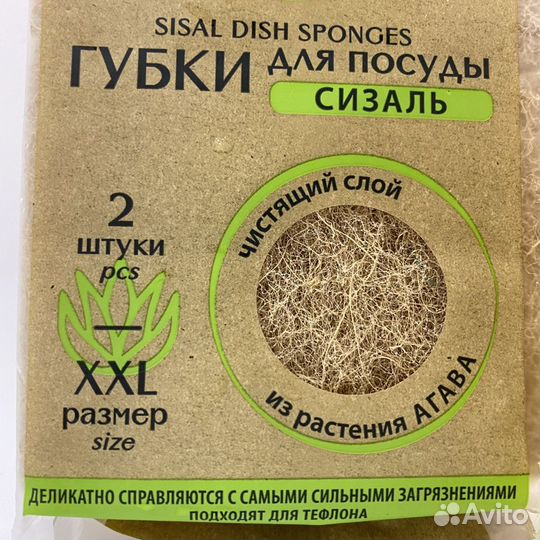 SISAL DISH SPONGES
ГУБКИ ДЛЯ ПОСУДЫ
СИЗАЛЬ
2
штуки
pcs
XXL
размер
size
ЧИСТЯЩИЙ СЛОЙ
из растения АГАВА
ДЕЛИКАТНО СПРАВЛЯЮТСЯ С САМЫМИ СИЛЬНЫМИ ЗАГРЯЗНЕНИЯМИ
ПОДХОДЯТ ДЛЯ ТЕФЛОНА
Avito